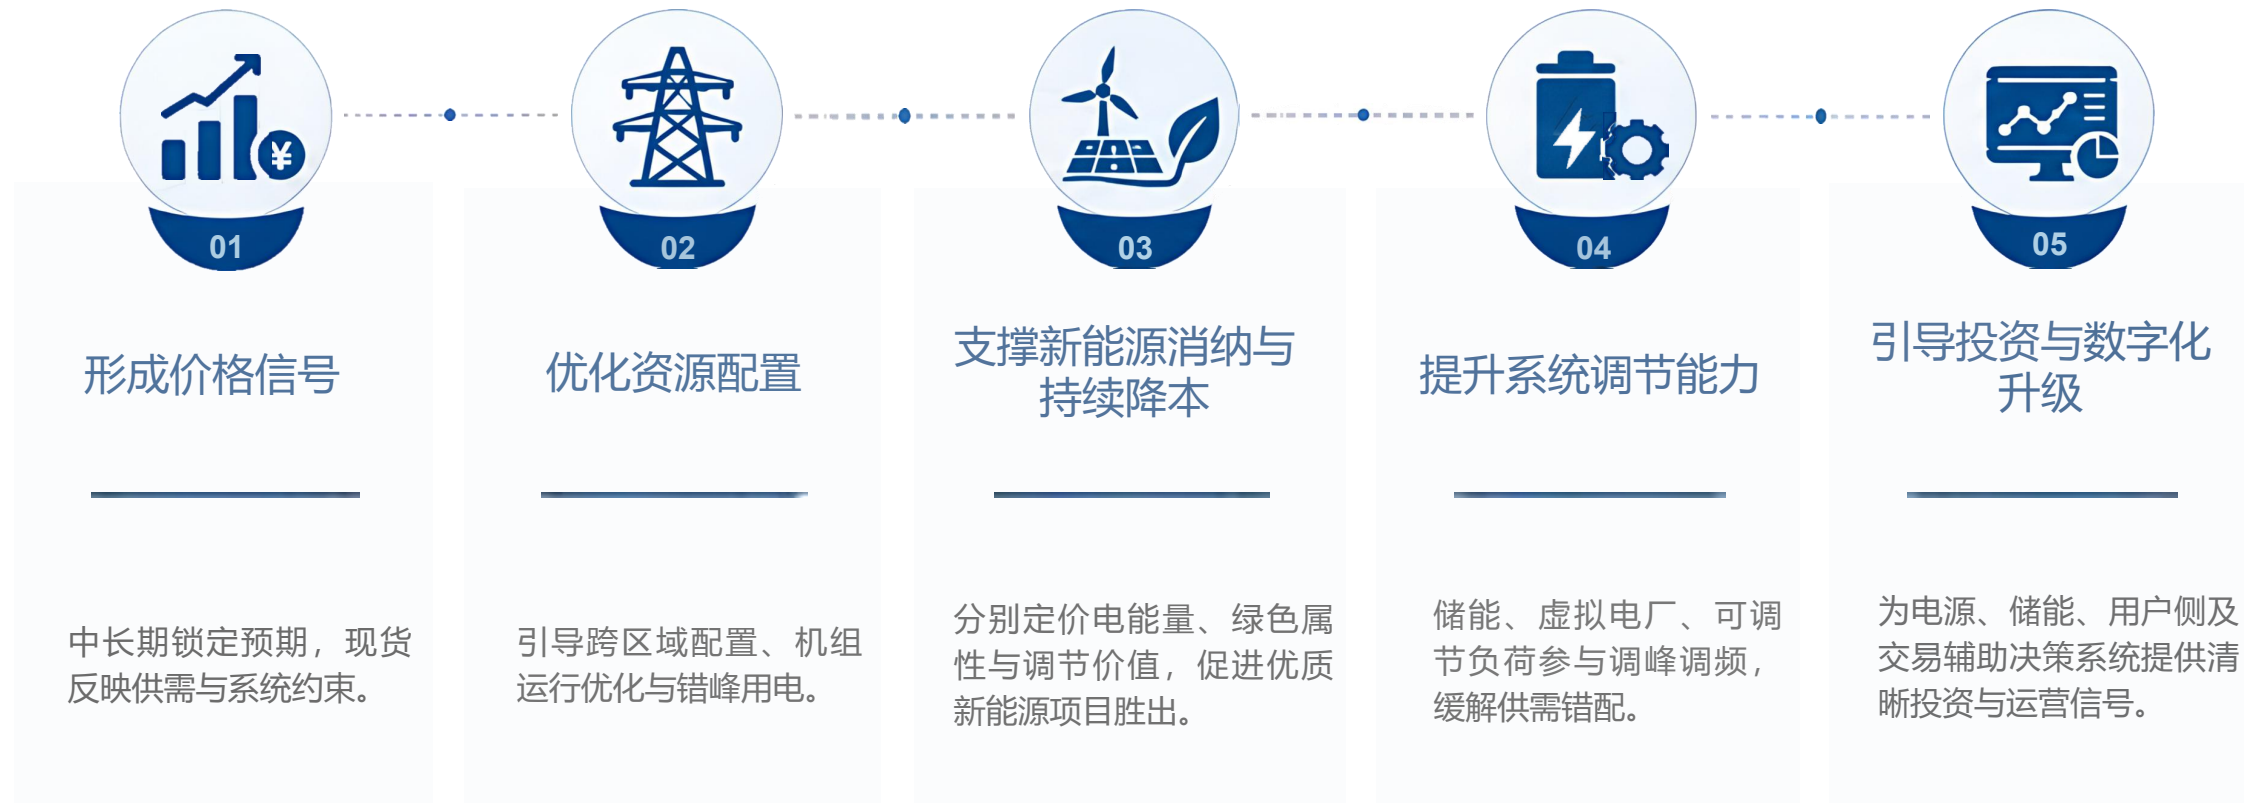 ¥
01
形成价格信号
中长期锁定预期，现货
反映供需与系统约束。
02
优化资源配置
引导跨区域配置、机组
运行优化与错峰用电。
03
支撑新能源消纳与
持续降本
分别定价电能量、绿色属
性与调节价值，促进优质
新能源项目胜出。
04
提升系统调节能力
储能、虚拟电厂、可调
节负荷参与调峰调频，
缓解供需错配。
05
引导投资与数字化
升级
为电源、储能、用户侧及
交易辅助决策系统提供清
晰投资与运营信号。